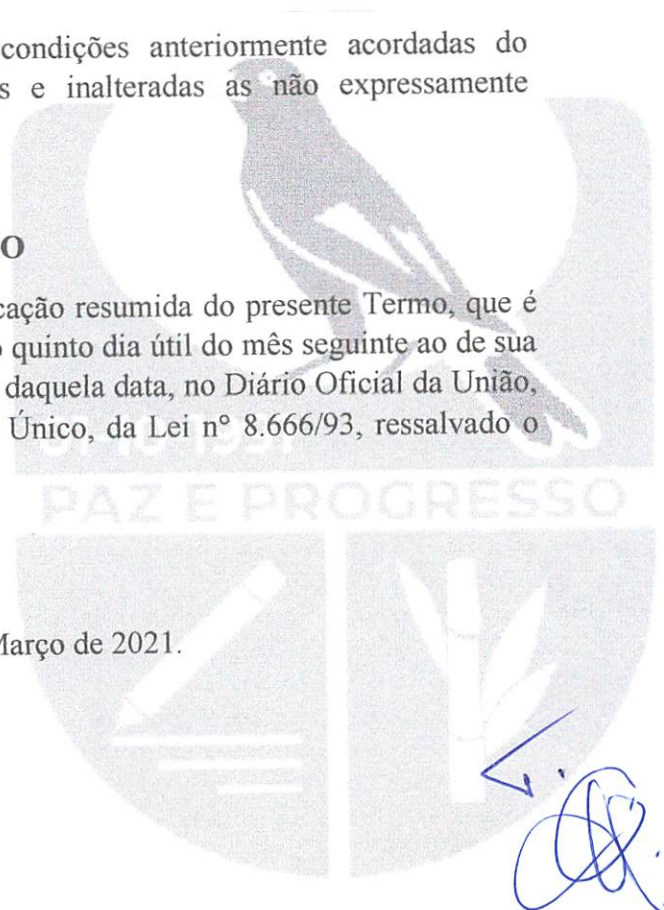 condições anteriormente acordadas do
s e inalteradas as não expressamente
O
cação resumida do presente Termo, que é
o quinto dia útil do mês seguinte ao de sua
daquela data, no Diário Oficial da União,
Único, da Lei nº 8.666/93, ressalvado o
PAZ E PROGRESSO
Março de 2021.